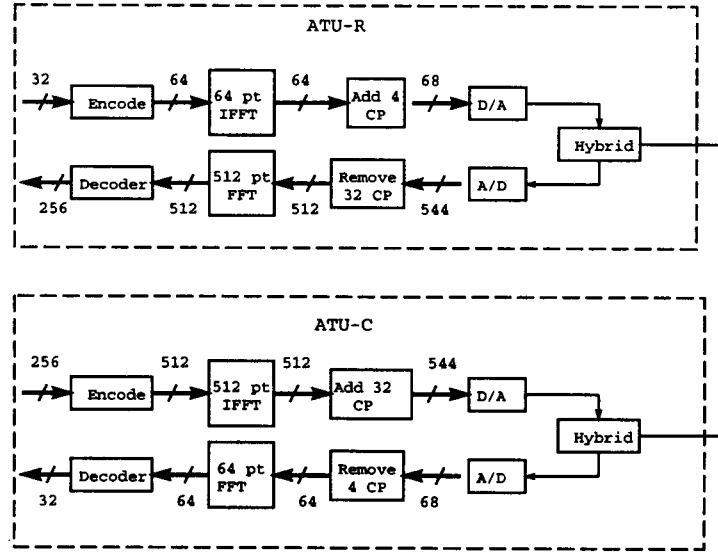 ATU-R
32
64
64
68
Encode
64 pt
IFFT
Add 4
CP
D/A
Hybrid
Decoder
512 pt
FFT
Remove
32 CP
A/D
256
512
512
544
ATU-C
256
512
512
544
Encode
512 pt
IFFT
Add 32
CP
D/A
Hybrid
Decoder
64 pt
FFT
Remove
4 CP
A/D
32
64
64
68